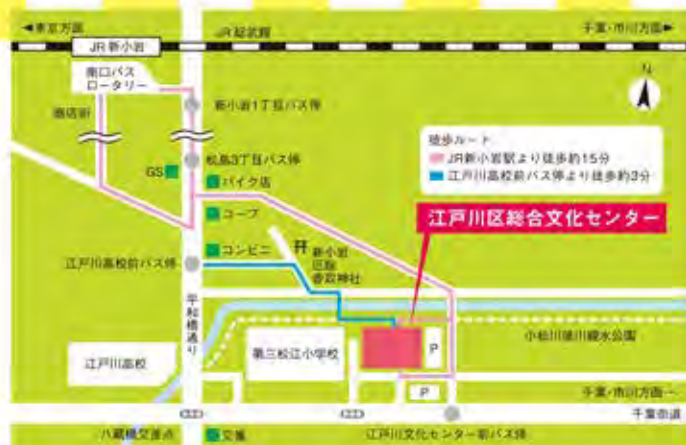 ◀東京方面
JR総武線
千葉・市川方面▶
JR新小岩
南口バス
ロータリー
N
商店街
新小岩1丁目バス停
徒歩ルート
JR新小岩駅より徒歩約15分
江戸川高校前バス停より徒歩約3分
松島3丁目バス停
GS
バイク店
コープ
江戸川区総合文化センター
コンビニ
新小岩
厄除
香取神社
江戸川高校前バス停
平和橋通り
小松川境川親水公園
第三松江小学校
P
江戸川高校
P
千葉・市川方面→
千葉街道
八蔵橋交差点
交番
江戸川文化センター前バス停